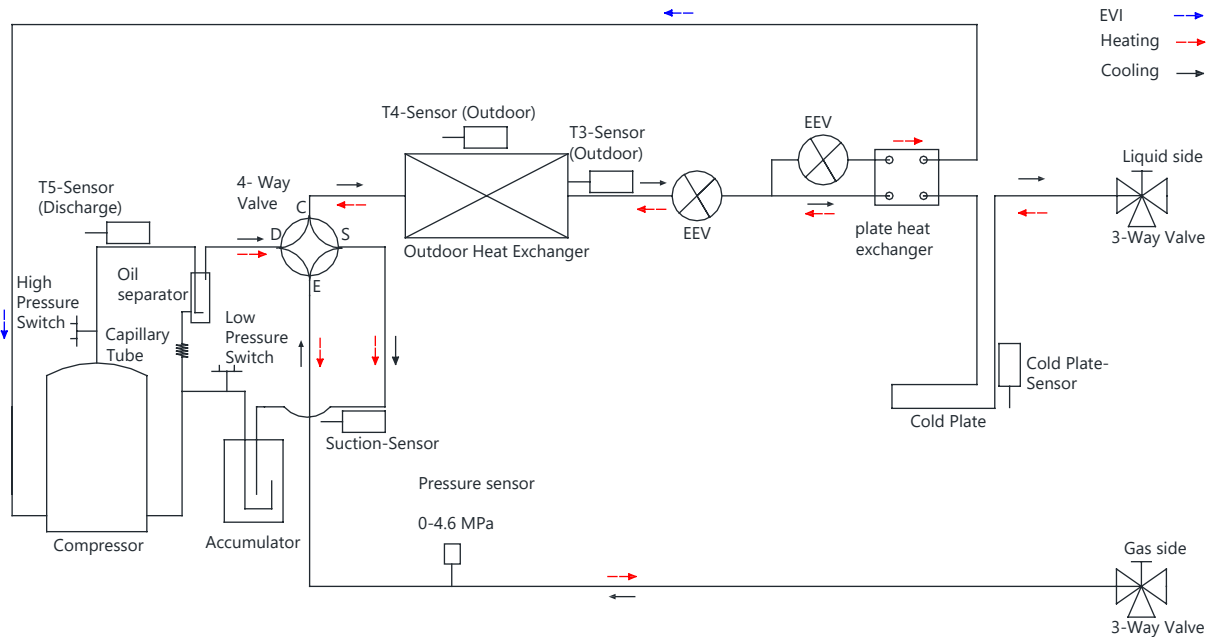 EVI
Heating
Cooling
T4-Sensor (Outdoor)
T3-Sensor
(Outdoor)
EEV
Liquid side
T5-Sensor
(Discharge)
4- Way
Valve
C
D
S
E
Outdoor Heat Exchanger
EEV
plate heat
exchanger
3-Way Valve
High
Pressure
Switch
Oil
separator
Capillary
Tube
Low
Pressure
Switch
Cold Plate-
Sensor
Cold Plate
Suction-Sensor
Pressure sensor
0-4.6 MPa
Compressor
Accumulator
Gas side
3-Way Valve